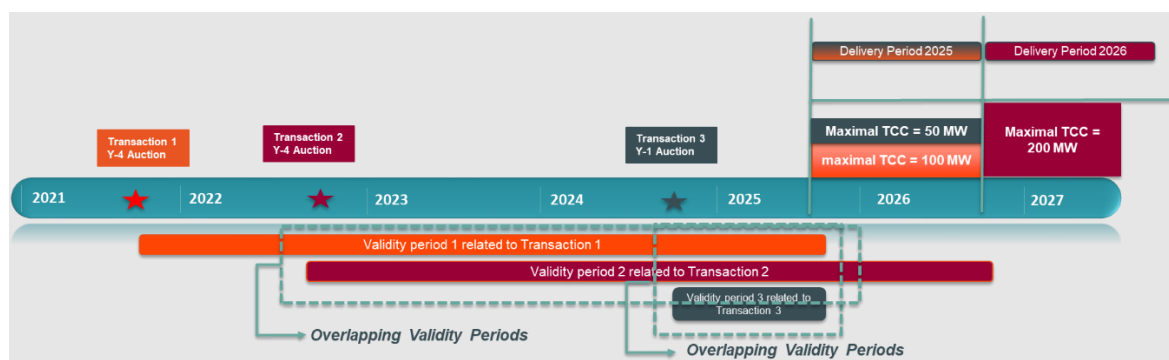 Delivery Period 2025
Delivery Period 2026
Transaction 1
Y-4 Auction
Transaction 2
Y-4 Auction
Transaction 3
Y-1 Auction
Maximal TCC = 50 MW
maximal TCC = 100 MW
Maximal TCC =
200 MW
2021
2022
2023
2024
2025
2026
2027
Validity period 1 related to Transaction 1
Validity period 2 related to Transaction 2
Validity period 3 related to
Transaction 3
Overlapping Validity Periods
Overlapping Validity Periods